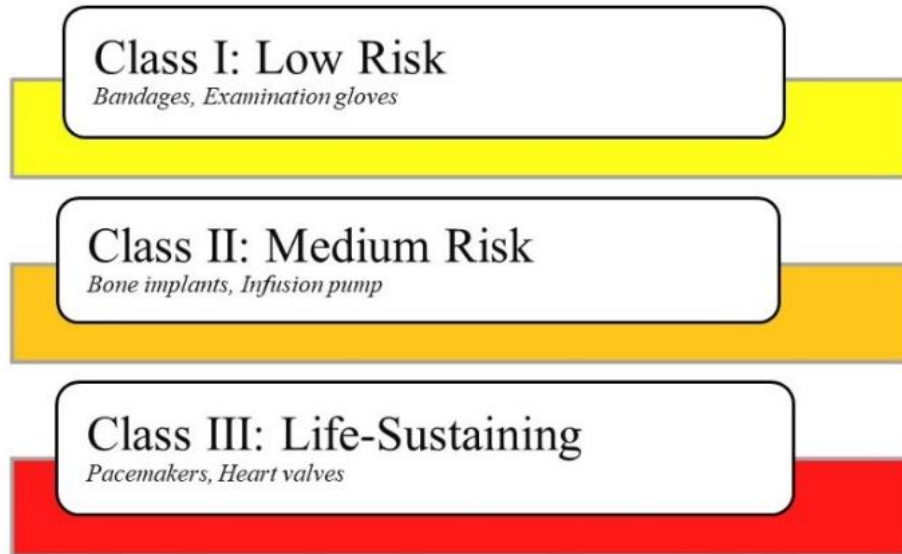 Class I: Low Risk
Bandages, Examination gloves
Class II: Medium Risk
Bone implants, Infusion pump
Class III: Life-Sustaining
Pacemakers, Heart valves